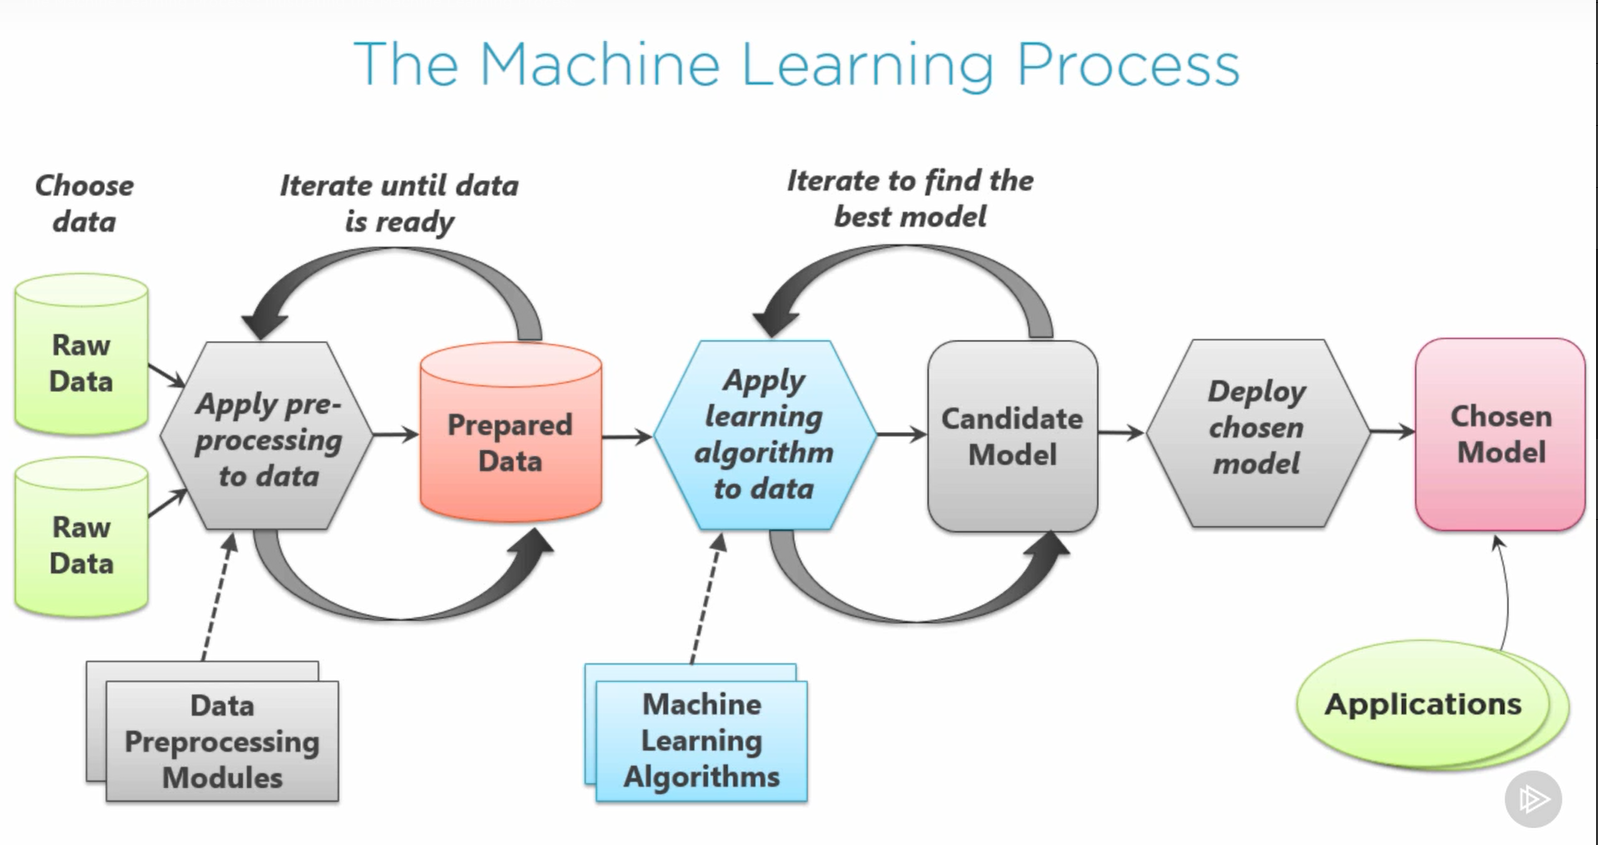 The Machine Learning Process
Choose
data
Iterate until data
is ready
Iterate to find the
best model
Raw
Data
Raw
Data
Apply pre-
processing
to data
Prepared
Data
Apply
learning
algorithm
to data
Candidate
Model
Deploy
chosen
model
Chosen
Model
Data
Preprocessing
Modules
Machine
Learning
Algorithms
Applications